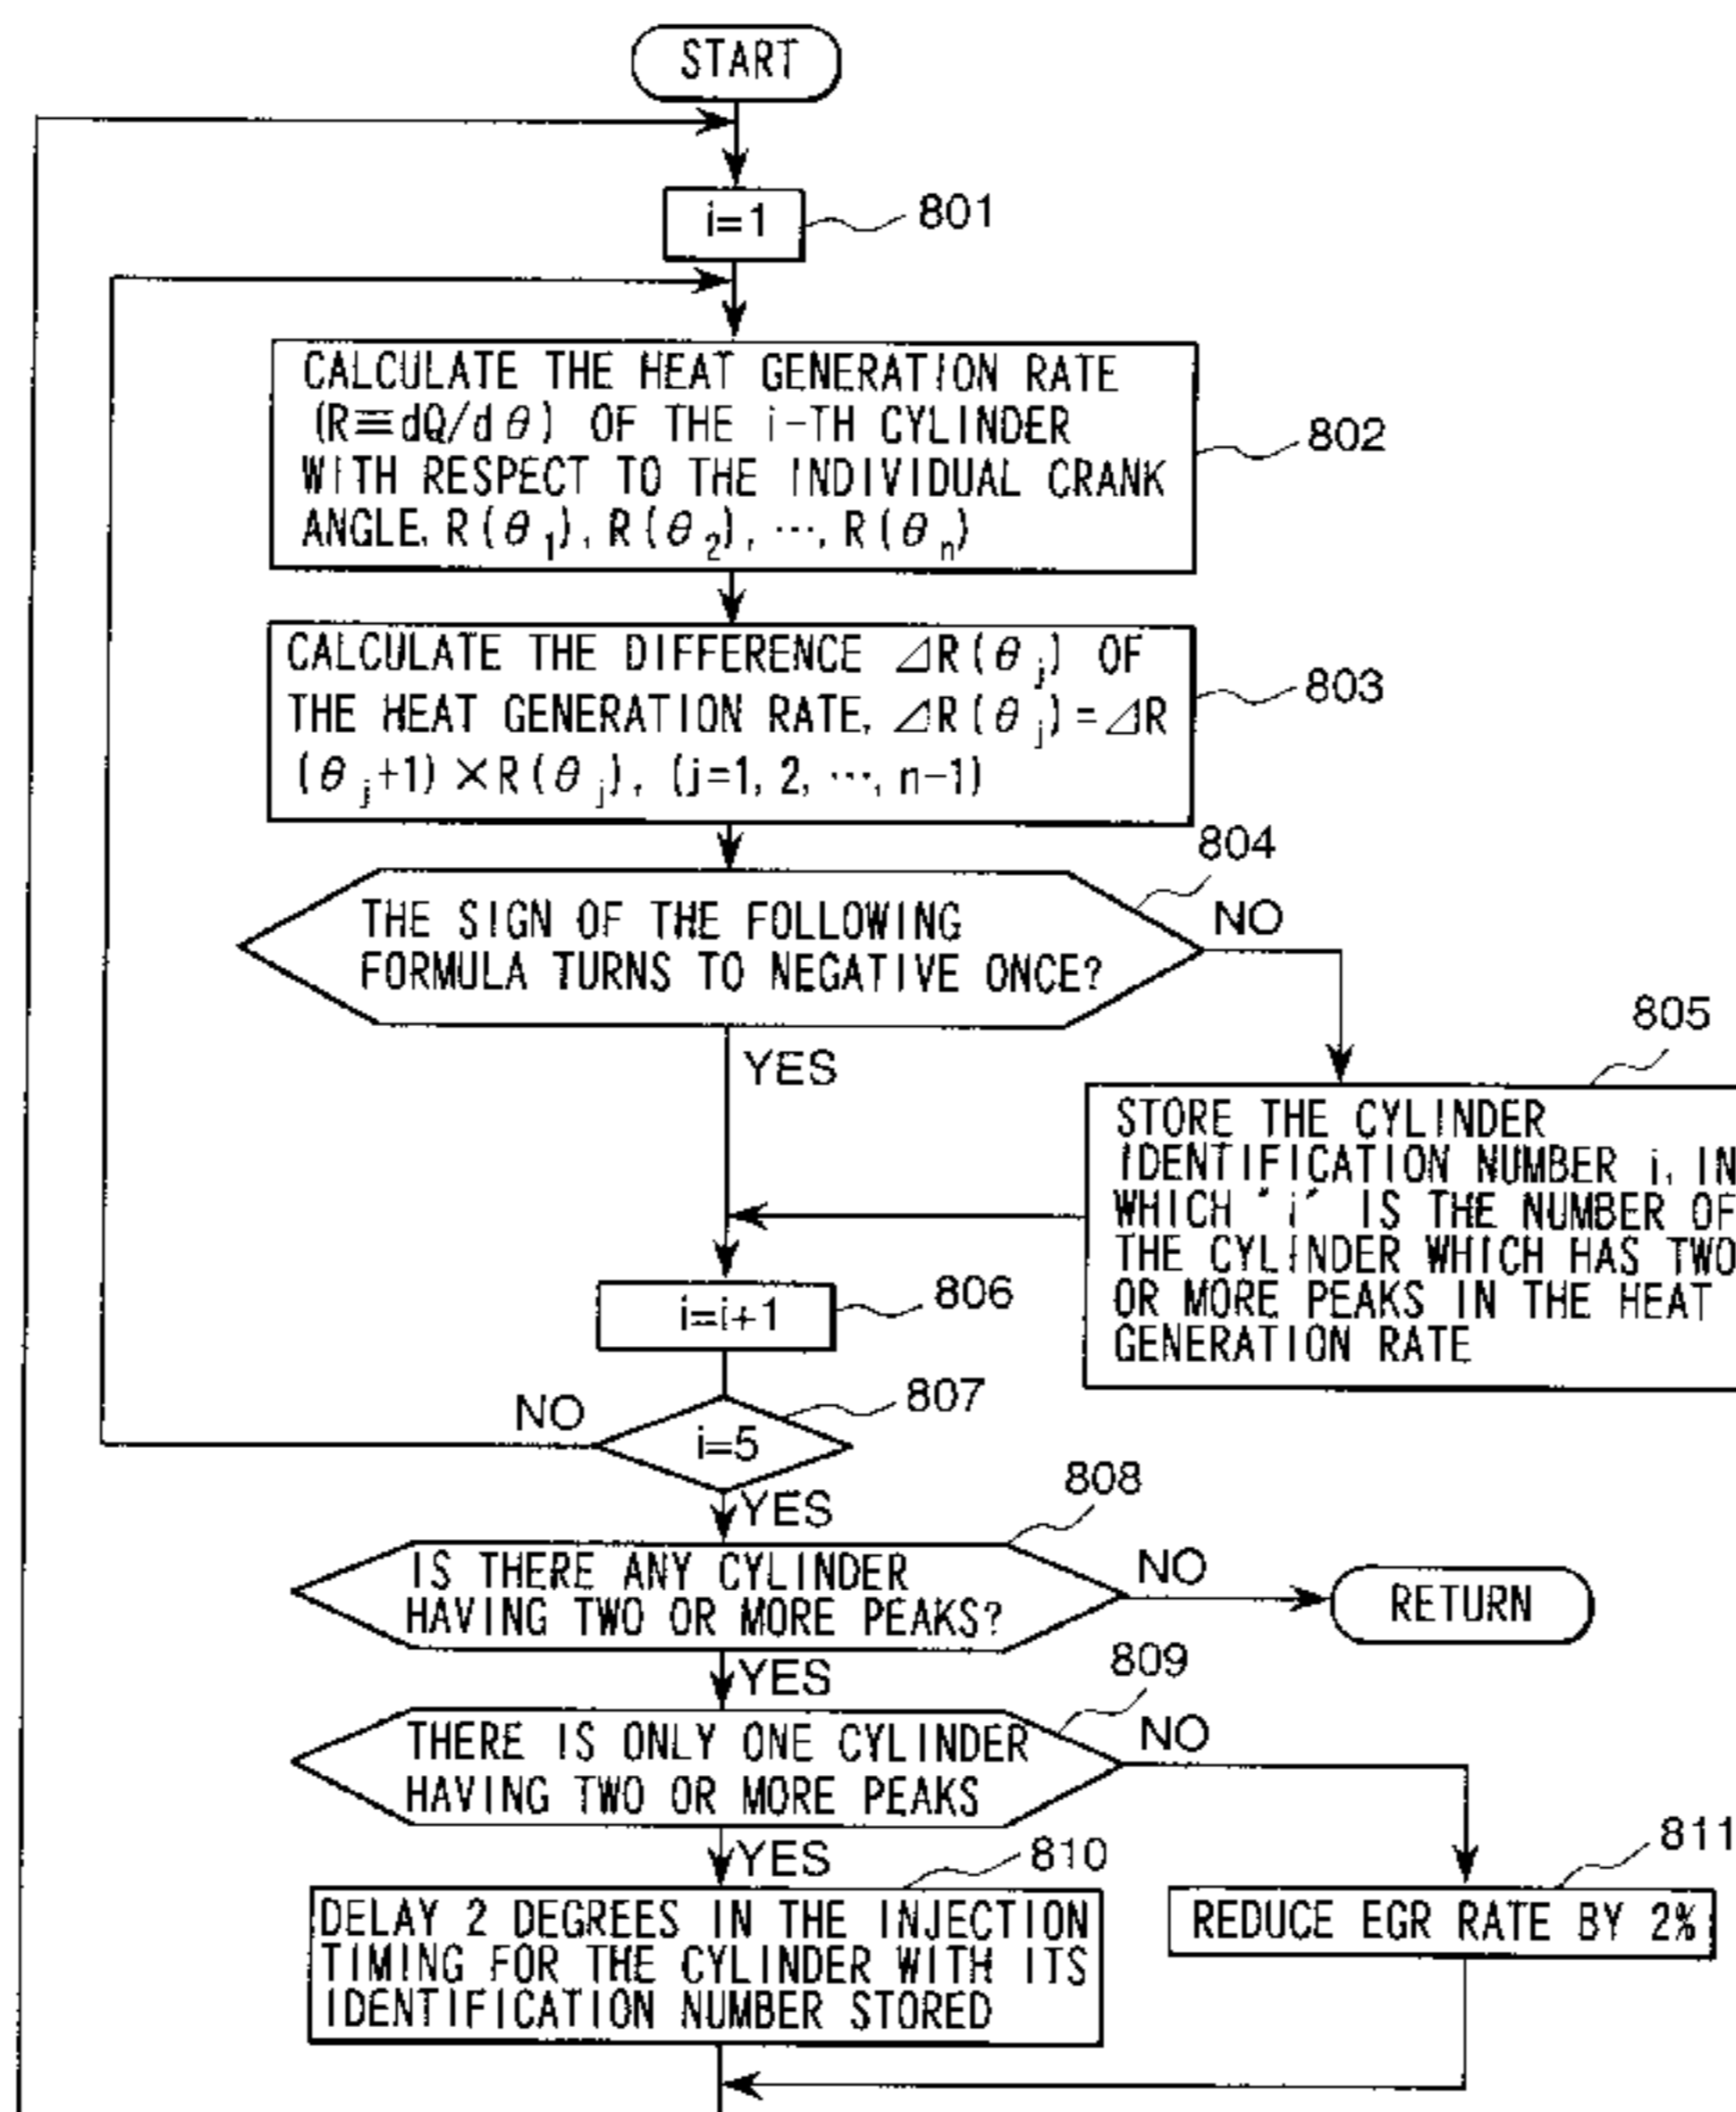 START
i=1
801
CALCULATE THE HEAT GENERATION RATE
(R≡dQ/dθ) OF THE i-TH CYLINDER
WITH RESPECT TO THE INDIVIDUAL CRANK
ANGLE, R(θ₁), R(θ₂), …, R(θₙ)
802
CALCULATE THE DIFFERENCE ⊿R(θⱼ) OF
THE HEAT GENERATION RATE, ⊿R(θⱼ)=⊿R
(θⱼ+1)×R(θⱼ), (j=1, 2, …, n-1)
803
804
THE SIGN OF THE FOLLOWING
FORMULA TURNS TO NEGATIVE ONCE?
NO
YES
805
STORE THE CYLINDER
IDENTIFICATION NUMBER i, IN
WHICH "i" IS THE NUMBER OF
THE CYLINDER WHICH HAS TWO
OR MORE PEAKS IN THE HEAT
GENERATION RATE
i=i+1
806
807
i=5
NO
YES
808
IS THERE ANY CYLINDER
HAVING TWO OR MORE PEAKS?
NO
RETURN
YES
809
THERE IS ONLY ONE CYLINDER
HAVING TWO OR MORE PEAKS
NO
YES
810
DELAY 2 DEGREES IN THE INJECTION
TIMING FOR THE CYLINDER WITH ITS
IDENTIFICATION NUMBER STORED
811
REDUCE EGR RATE BY 2%